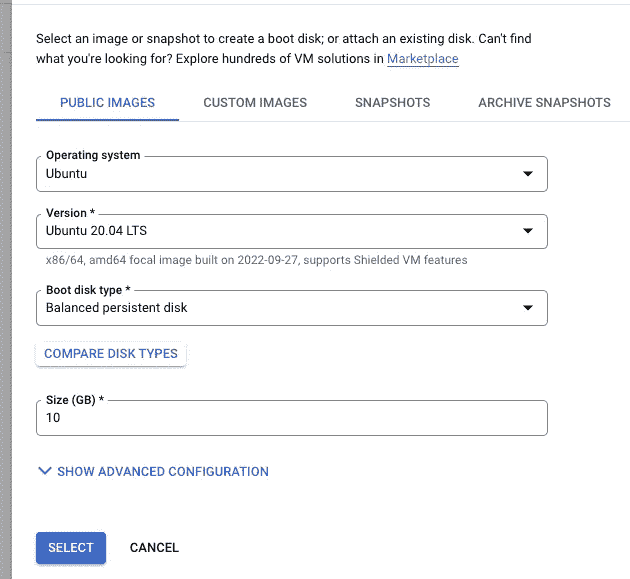 Select an image or snapshot to create a boot disk; or attach an existing disk. Can't find
what you're looking for? Explore hundreds of VM solutions in Marketplace
PUBLIC IMAGES CUSTOM IMAGES SNAPSHOTS ARCHIVE SNAPSHOTS
Operating system
Ubuntu
Version *
Ubuntu 20.04 LTS
x86/64, amd64 focal image built on 2022-09-27, supports Shielded VM features
Boot disk type *
Balanced persistent disk
COMPARE DISK TYPES
Size (GB) *
10
SHOW ADVANCED CONFIGURATION
SELECT CANCEL